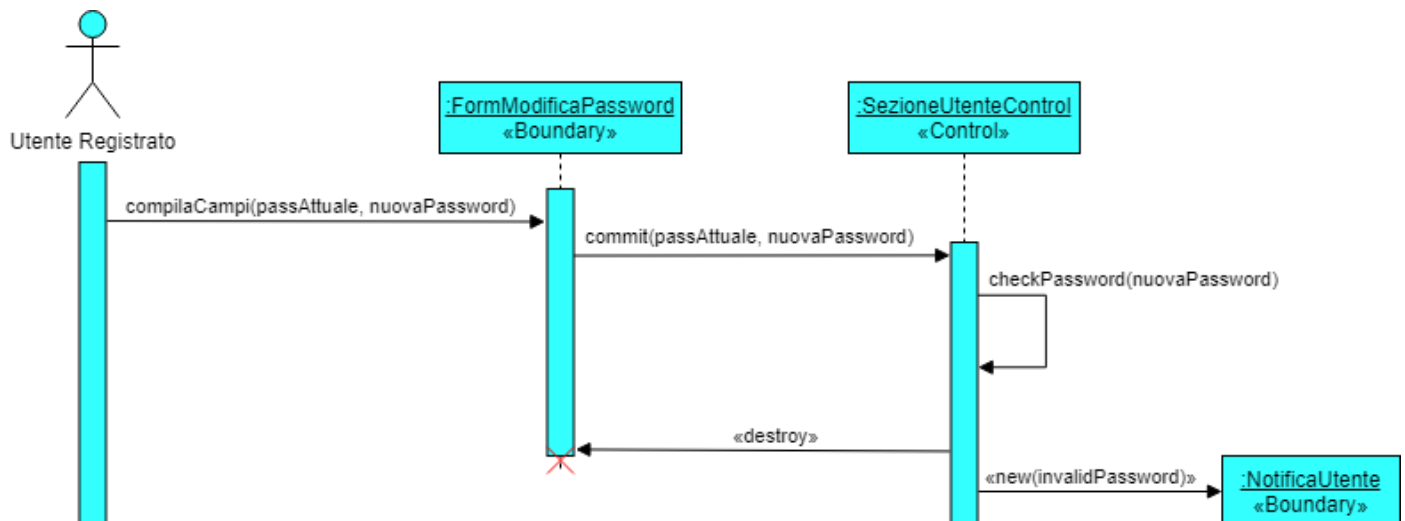 :FormModificaPassword
«Boundary»
:SezioneUtenteControl
«Control»
Utente Registrato
compilaCampi(passAttuale, nuovaPassword)
commit(passAttuale, nuovaPassword)
checkPassword(nuovaPassword)
«destroy»
«new(invalidPassword)»
:NotificaUtente
«Boundary»